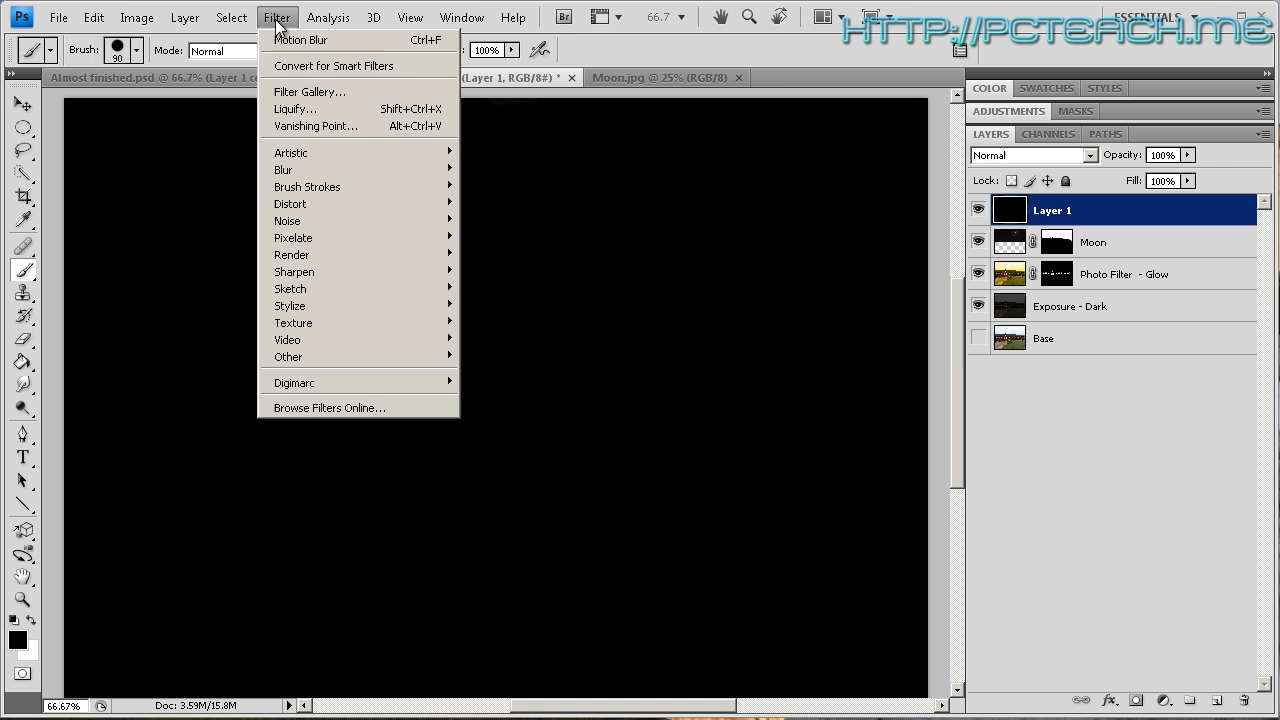 Ps File Edit Image Layer Select Filter Analysis 3D View Window Help Br 66.7 ESSENTIALS
HTTP://PCTEACH.ME
Brush: 90 Mode: Normal 100%
Almost finished.psd @ 66.7% (Layer 1 co (Layer 1, RGB/8#) * Moon.jpg @ 25% (RGB/8)
Motion Blur Ctrl+F
Convert for Smart Filters
Filter Gallery...
Liquify... Shift+Ctrl+X
Vanishing Point... Alt+Ctrl+V
Artistic
Blur
Brush Strokes
Distort
Noise
Pixelate
Render
Sharpen
Sketch
Stylize
Texture
Video
Other
Digimarc
Browse Filters Online...
COLOR SWATCHES STYLES
ADJUSTMENTS MASKS
LAYERS CHANNELS PATHS
Normal Opacity: 100%
Lock: Fill: 100%
Layer 1
Moon
Photo Filter - Glow
Exposure - Dark
Base
T
66.67% Doc: 3.59M/15.8M
fx